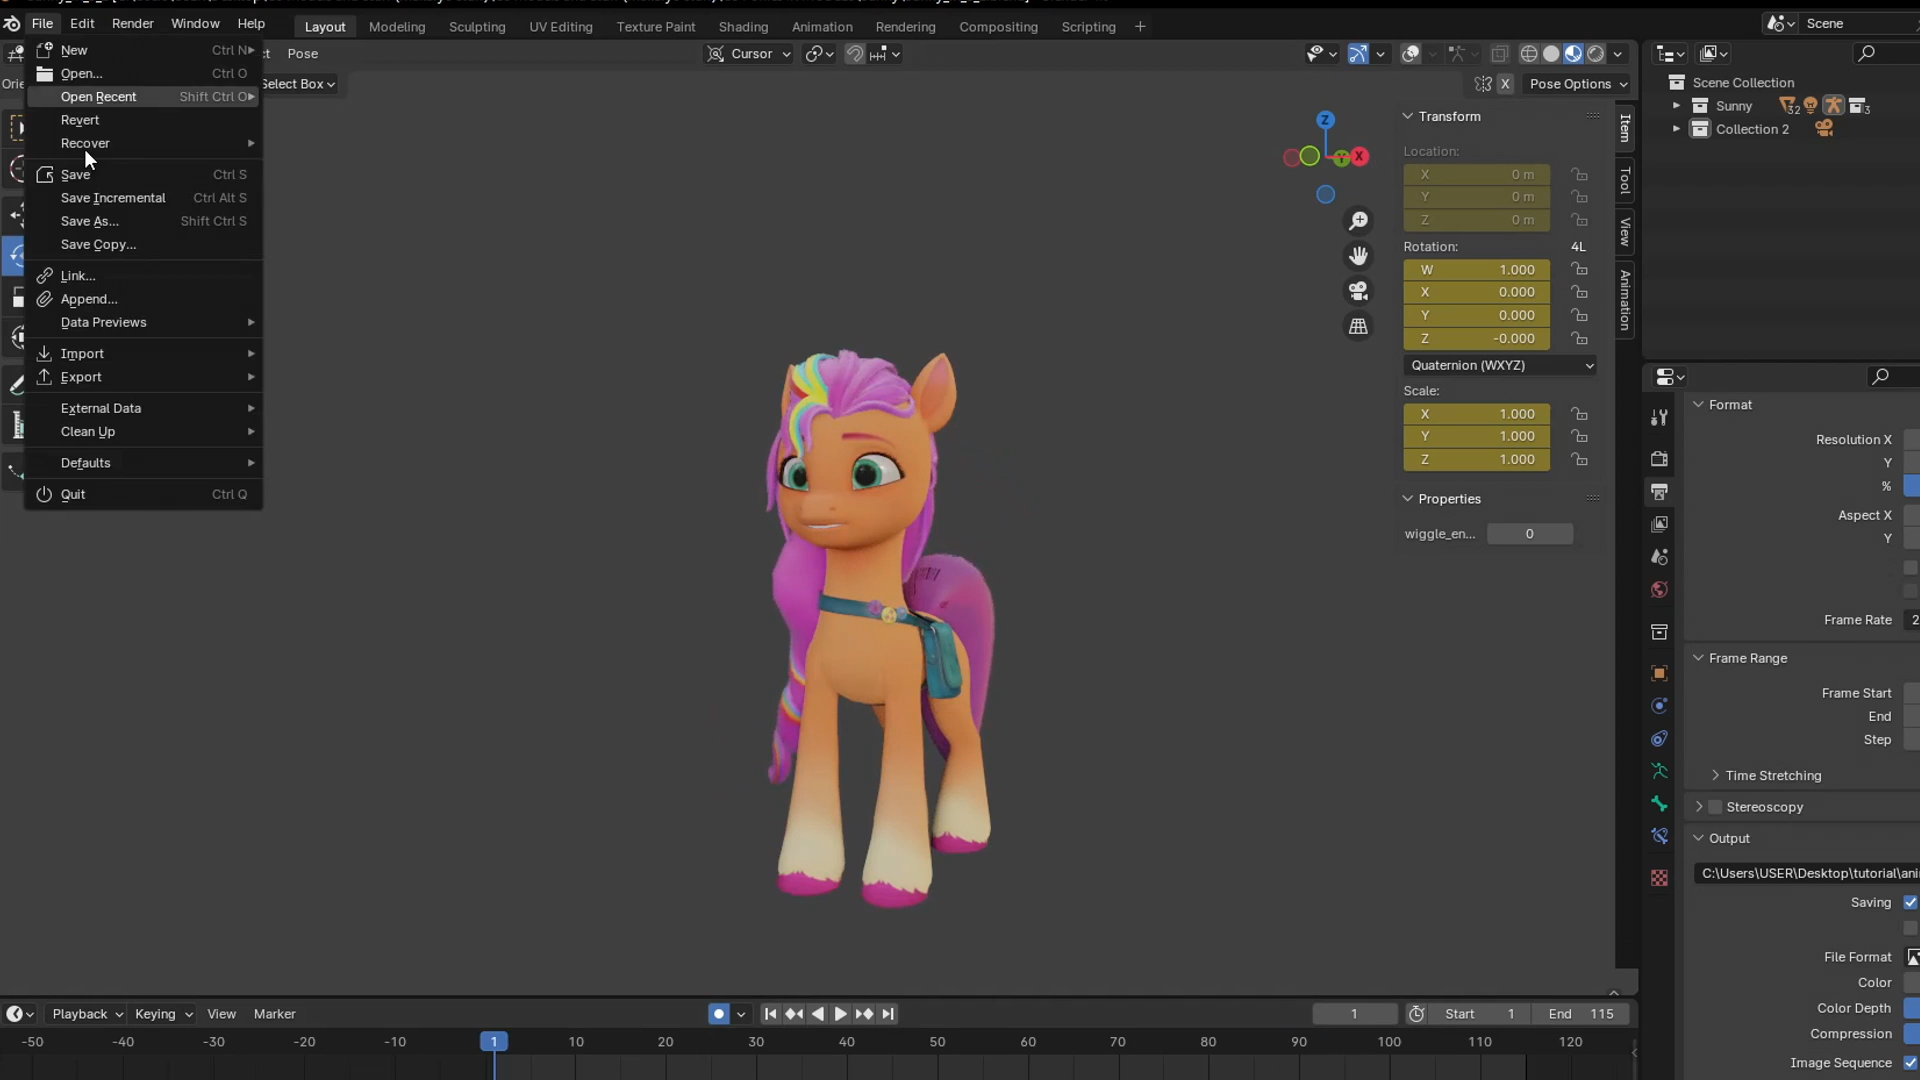 File Edit Render Window Help Layout Modeling Sculpting UV Editing Texture Paint Shading Animation Rendering Compositing Scripting + Scene
New Ctrl N
Pose Cursor
Open... Ctrl O
Select Box X Pose Options
Open Recent Shift Ctrl O
Revert
Recover
Save Ctrl S
Save Incremental Ctrl Alt S
Save As... Shift Ctrl S
Save Copy...
Link...
Append...
Data Previews
Import
Export
External Data
Clean Up
Defaults
Quit Ctrl Q
Z
Y X
Transform
Location:
X 0 m
Y 0 m
Z 0 m
Rotation: 4L
W 1.000
X 0.000
Y 0.000
Z -0.000
Quaternion (WXYZ)
Scale:
X 1.000
Y 1.000
Z 1.000
Properties
wiggle_en... 0
Item
Tool
View
Animation
Scene Collection
Sunny 32 3
Collection 2
Format
Resolution X
Y
%
Aspect X
Y
Frame Rate 2
Frame Range
Frame Start
End
Step
Time Stretching
Stereoscopy
Output
C:\Users\USER\Desktop\tutorial\ani
Saving
File Format
Color
Color Depth
Compression
Image Sequence
Playback Keying View Marker 1 Start 1 End 115
-50 -40 -30 -20 -10 1 10 20 30 40 50 60 70 80 90 100 110 120